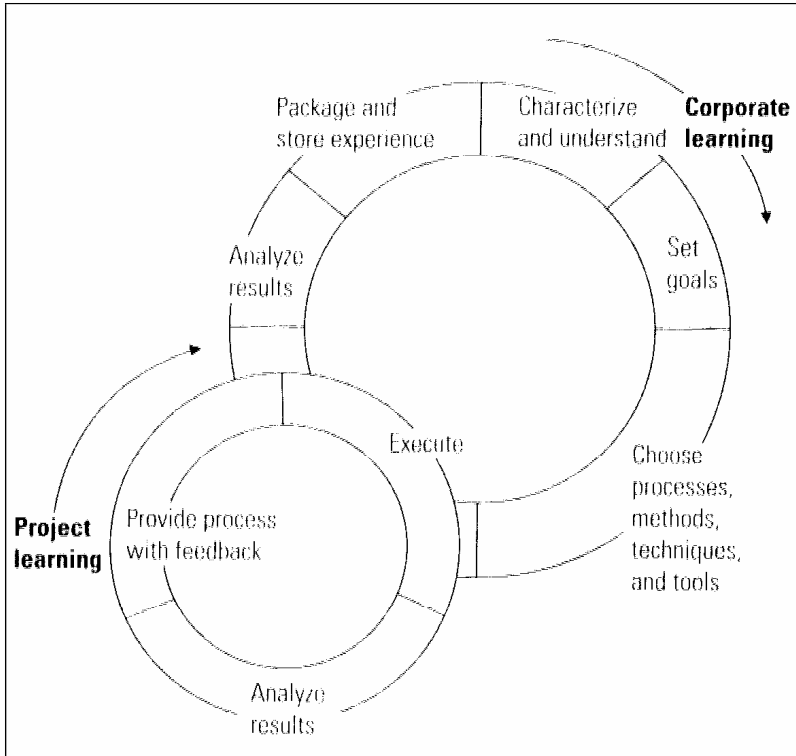 Package and
store experience
Characterize
and understand
Corporate
learning
Set
goals
Analyze
results
Execute
Choose
processes,
methods,
techniques,
and tools
Project
learning
Provide process
with feedback
Analyze
results